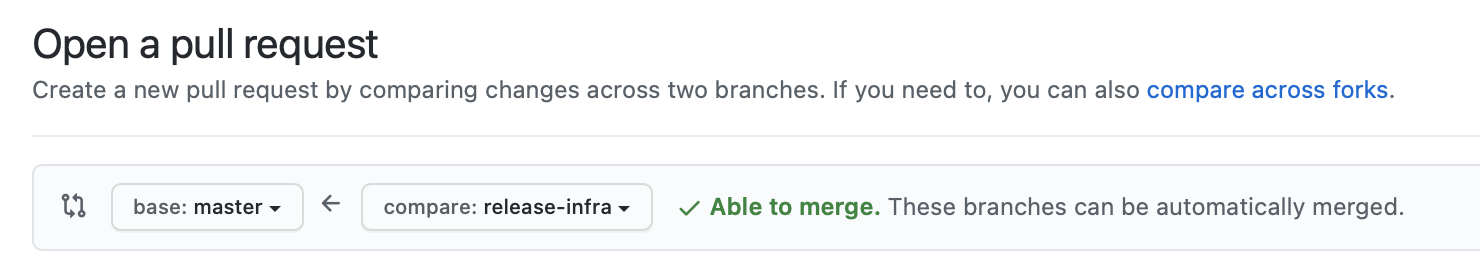 Open a pull request
Create a new pull request by comparing changes across two branches. If you need to, you can also compare across forks.
base: master compare: release-infra Able to merge. These branches can be automatically merged.